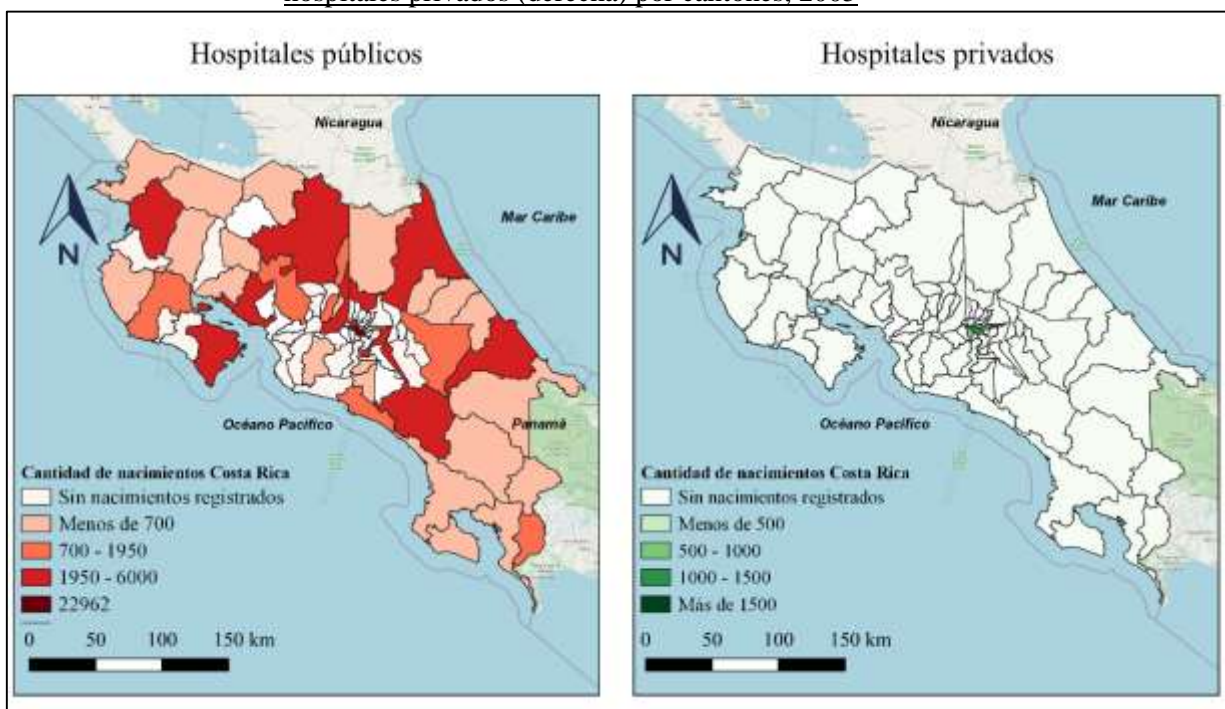 hospitales privados (derecha) por cantones, 2005
Hospitales públicos
Nicaragua
Mar Caribe
N
Océano Pacífico
Panamá
Cantidad de nacimientos Costa Rica
Sin nacimientos registrados
Menos de 700
700 - 1950
1950 - 6000
22962
0 50 100 150 km
Hospitales privados
Nicaragua
Mar Caribe
N
Océano Pacífico
Panamá
Cantidad de nacimientos Costa Rica
Sin nacimientos registrados
Menos de 500
500 - 1000
1000 - 1500
Más de 1500
0 50 100 150 km